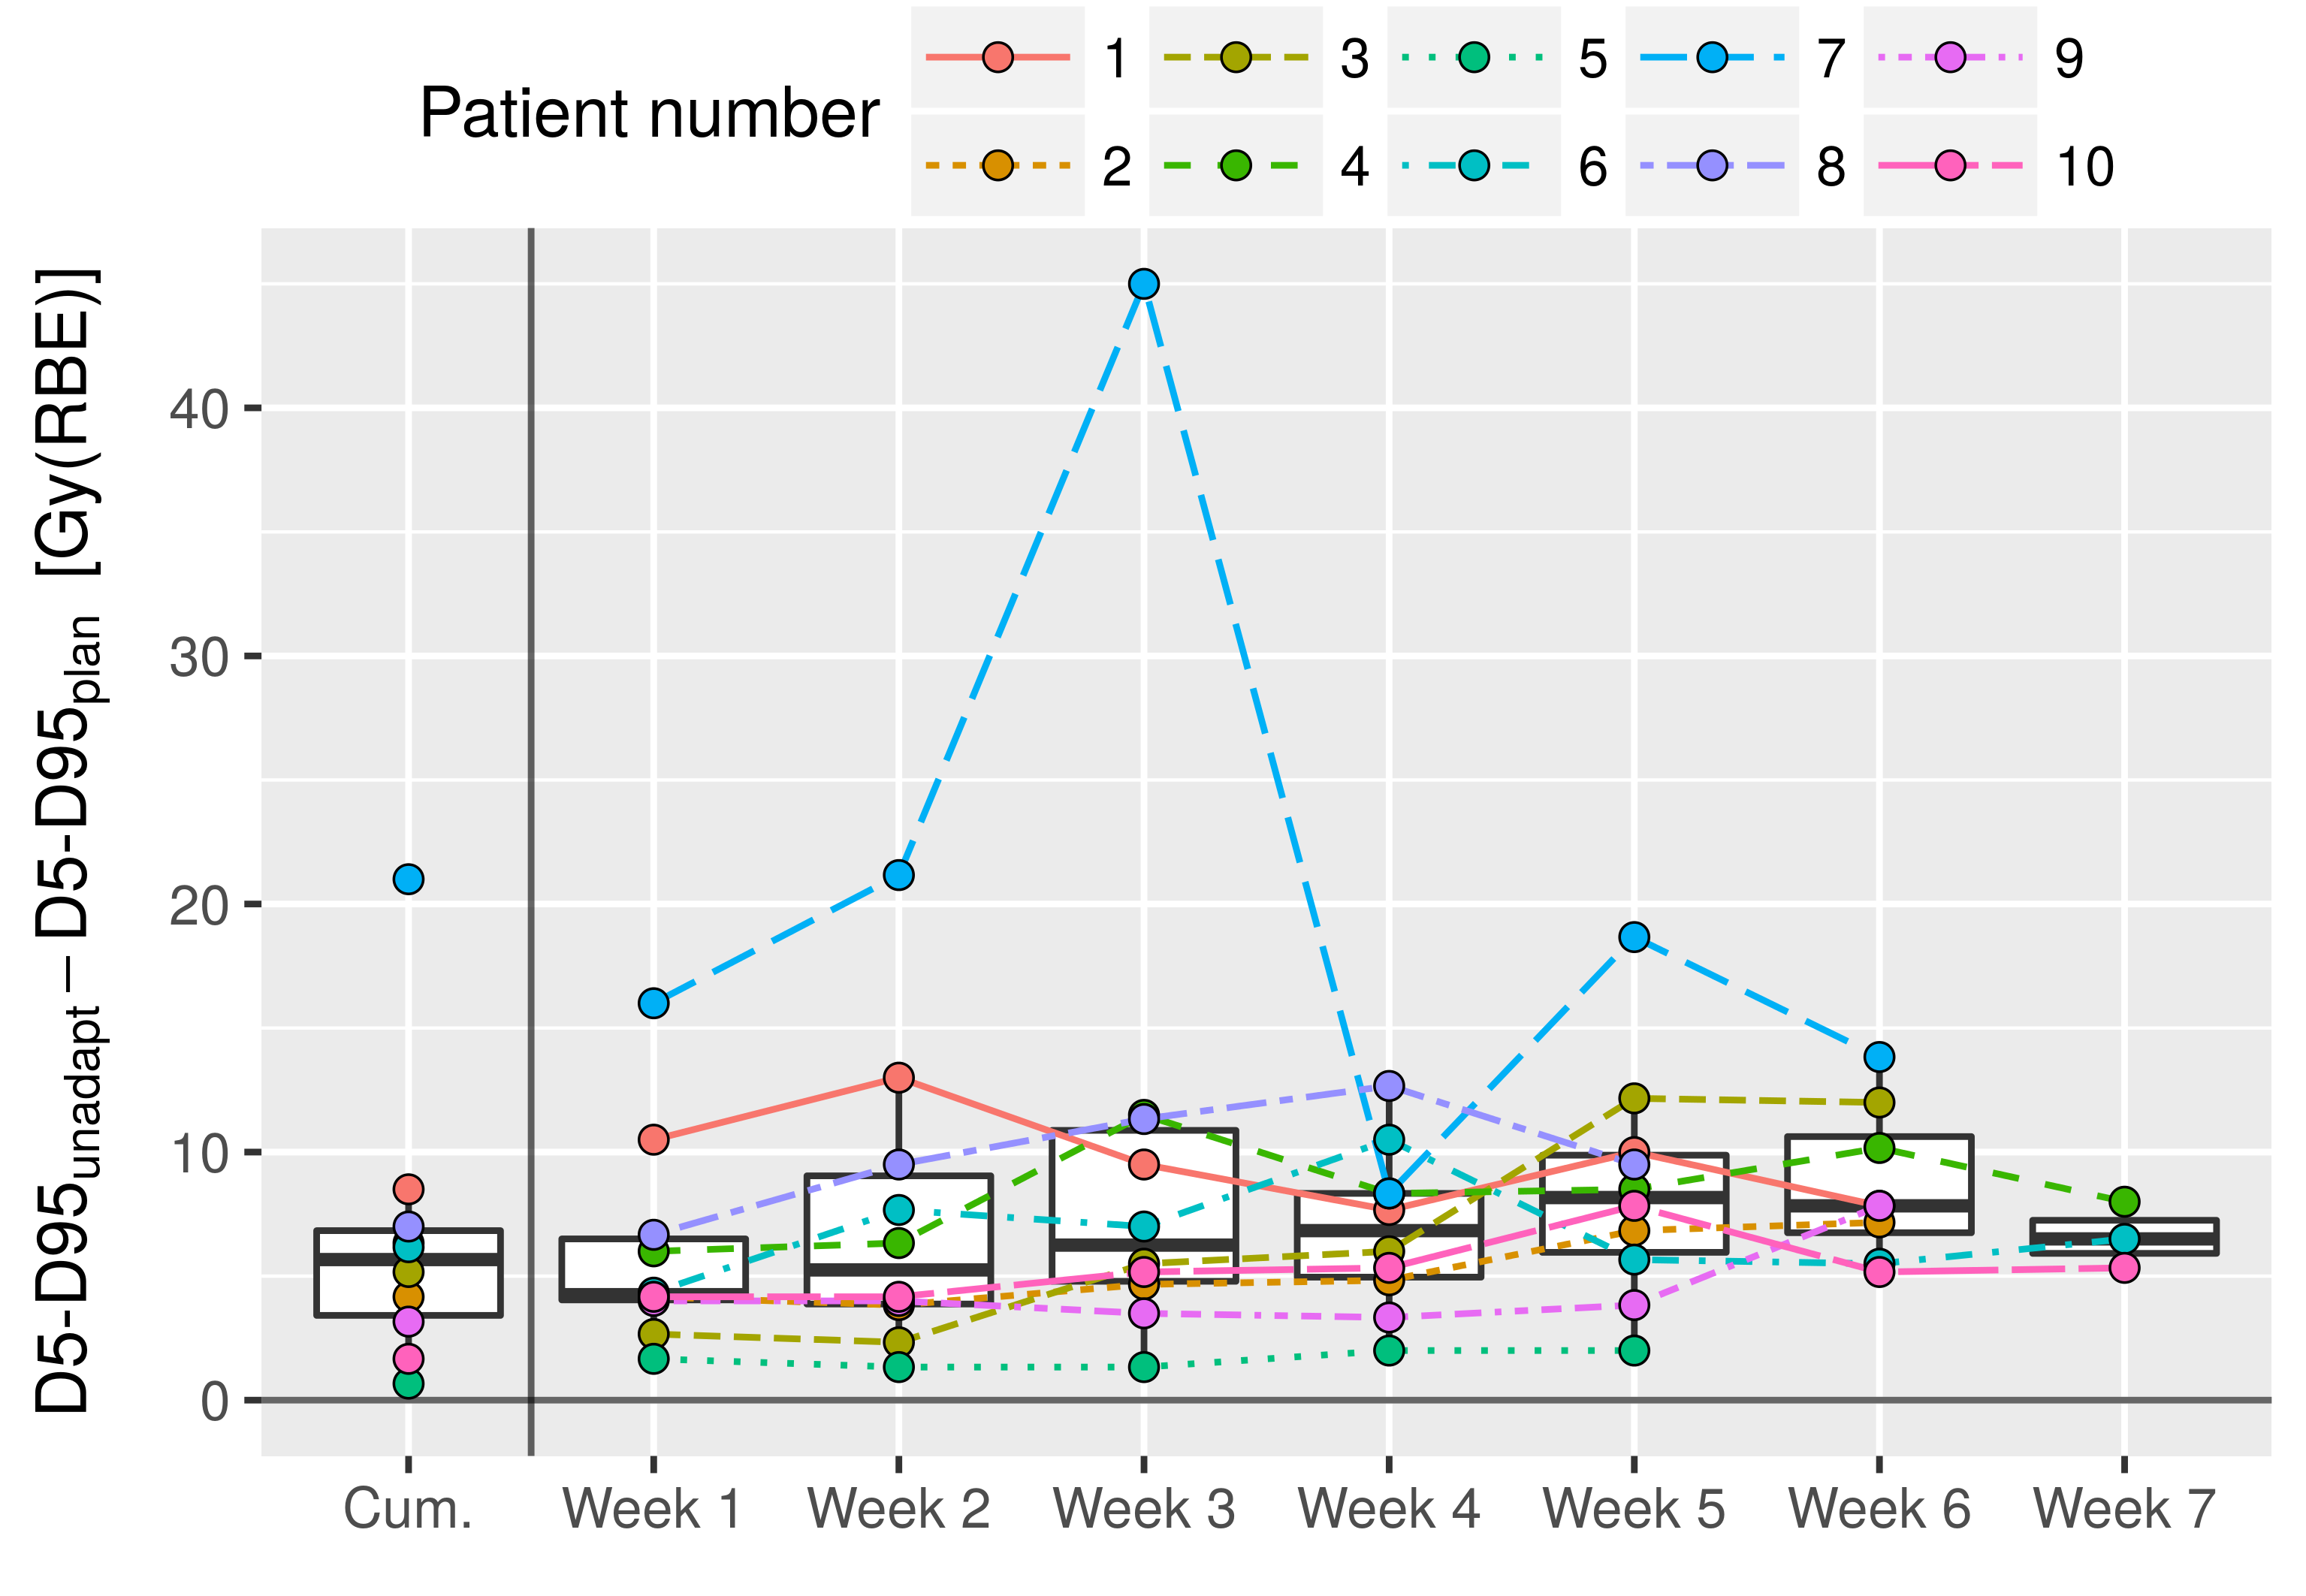 Patient number
1 3 5 7 9
2 4 6 8 10
D5-D95unadapt − D5-D95plan [Gy(RBE)]
40
30
20
10
0
Cum. Week 1 Week 2 Week 3 Week 4 Week 5 Week 6 Week 7